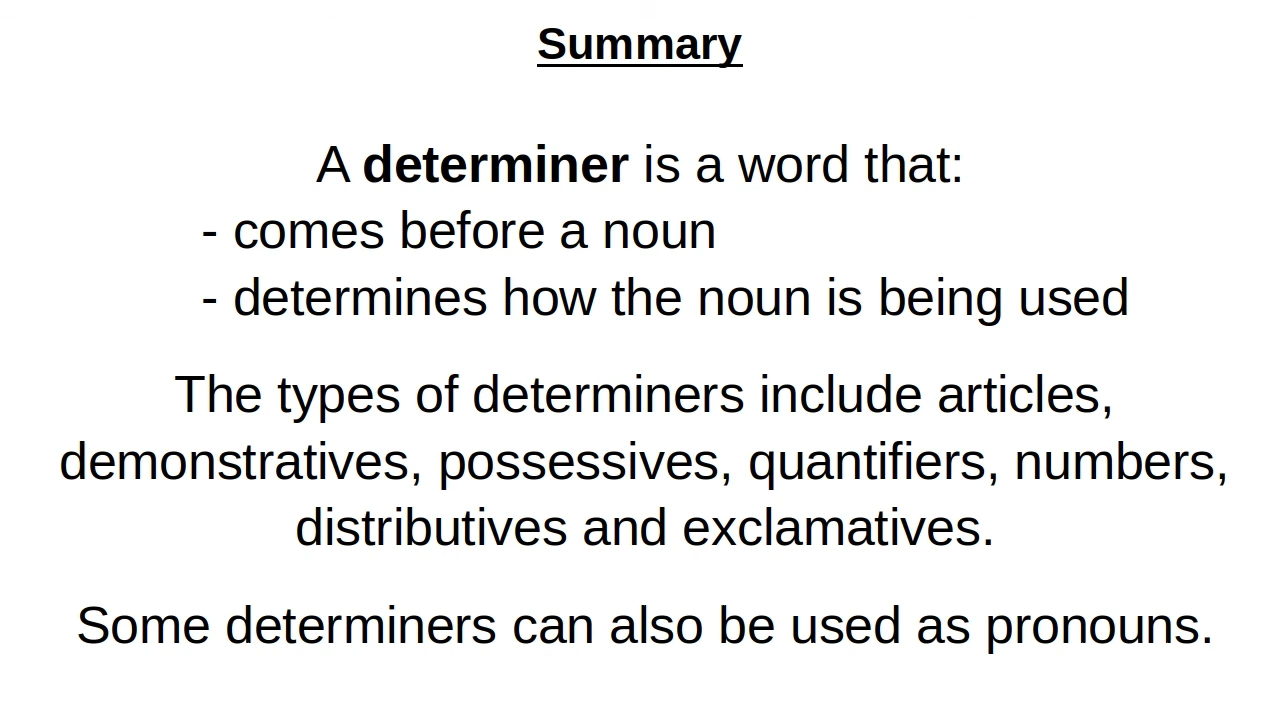 Summary
A determiner is a word that:
- comes before a noun
- determines how the noun is being used
The types of determiners include articles,
demonstratives, possessives, quantifiers, numbers,
distributives and exclamatives.
Some determiners can also be used as pronouns.